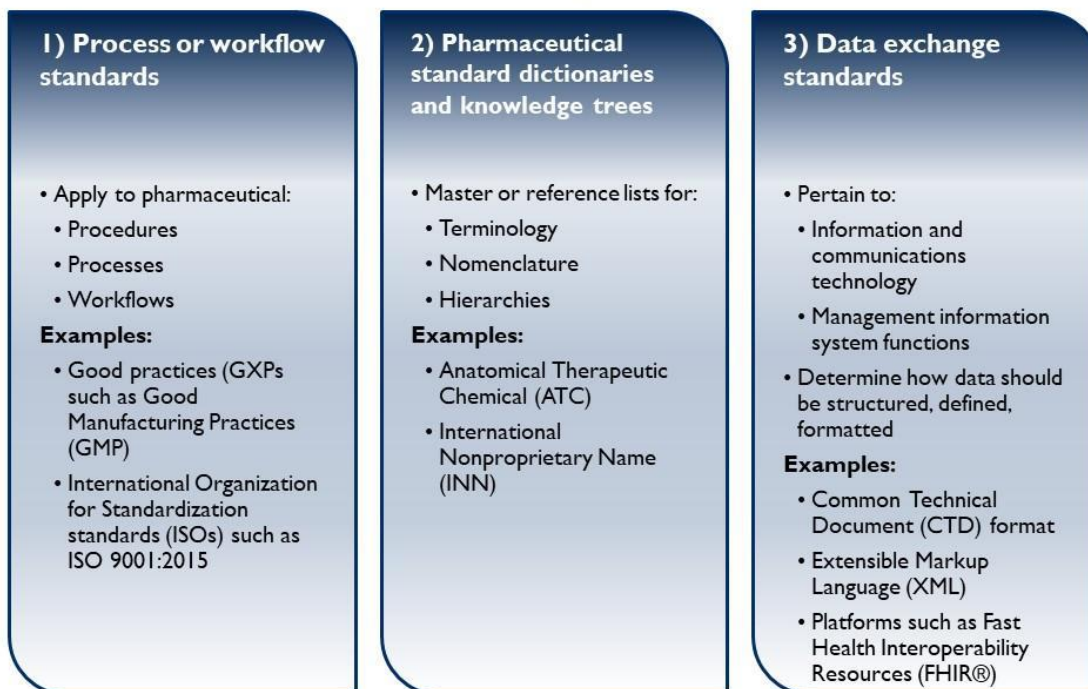 1) Process or workflow
standards
• Apply to pharmaceutical:
• Procedures
• Processes
• Workflows
Examples:
• Good practices (GXPs
such as Good
Manufacturing Practices
(GMP)
• International Organization
for Standardization
standards (ISOs) such as
ISO 9001:2015
2) Pharmaceutical
standard dictionaries
and knowledge trees
• Master or reference lists for:
• Terminology
• Nomenclature
• Hierarchies
Examples:
• Anatomical Therapeutic
Chemical (ATC)
• International
Nonproprietary Name
(INN)
3) Data exchange
standards
• Pertain to:
• Information and
communications
technology
• Management information
system functions
• Determine how data should
be structured, defined,
formatted
Examples:
• Common Technical
Document (CTD) format
• Extensible Markup
Language (XML)
• Platforms such as Fast
Health Interoperability
Resources (FHIR®)